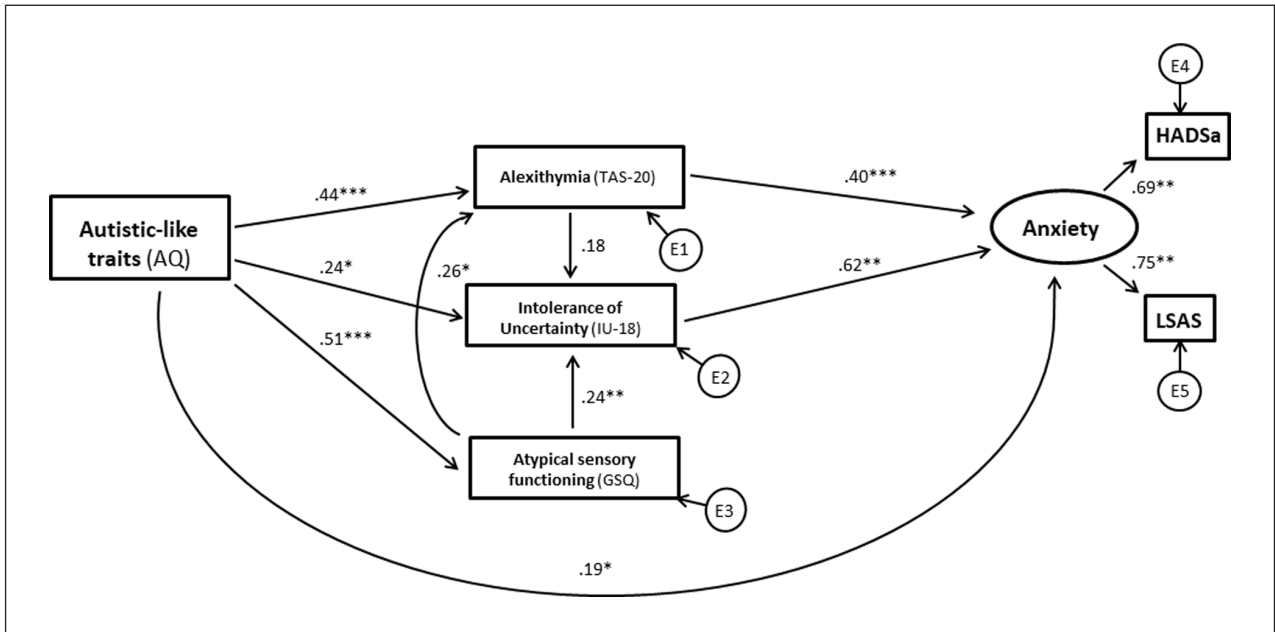 E4
HADSa
.69**
Alexithymia (TAS-20)
.40***
.44***
Autistic-like
traits (AQ)
E1
.18
Anxiety
.24*
.26*
.62**
.75**
Intolerance of
Uncertainty (IU-18)
LSAS
.51***
E2
E5
.24**
Atypical sensory
functioning (GSQ)
E3
.19*